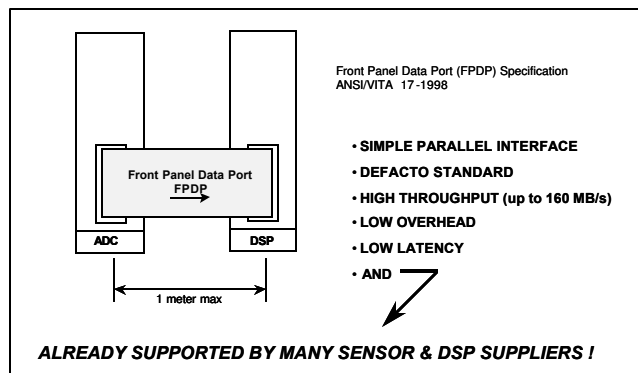 Front Panel Data Port (FPDP) Specification
ANSI/VITA 17-1998
Front Panel Data Port
FPDP
ADC
DSP
1 meter max
• SIMPLE PARALLEL INTERFACE
• DEFACTO STANDARD
• HIGH THROUGHPUT (up to 160 MB/s)
• LOW OVERHEAD
• LOW LATENCY
• AND
ALREADY SUPPORTED BY MANY SENSOR & DSP SUPPLIERS !